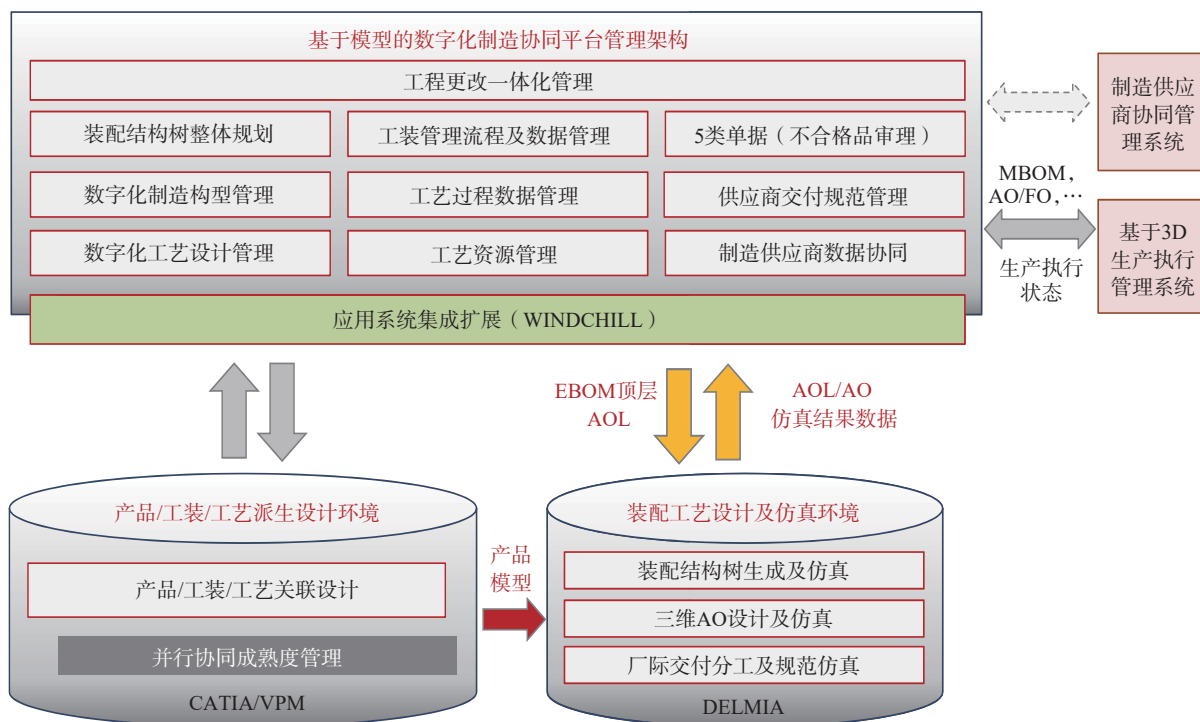 基于模型的数字化制造协同平台管理架构
工程更改一体化管理
装配结构树整体规划
工装管理流程及数据管理
5类单据（不合格品审理）
数字化制造构型管理
工艺过程数据管理
供应商交付规范管理
数字化工艺设计管理
工艺资源管理
制造供应商数据协同
应用系统集成扩展（WINDCHILL）
制造供应
商协同管
理系统
MBOM，
AO/FO，…
生产执行
状态
基于3D
生产执行
管理系统
EBOM顶层
AOL
AOL/AO
仿真结果数据
产品/工装/工艺派生设计环境
产品/工装/工艺关联设计
并行协同成熟度管理
CATIA/VPM
产品
模型
装配工艺设计及仿真环境
装配结构树生成及仿真
三维AO设计及仿真
厂际交付分工及规范仿真
DELMIA